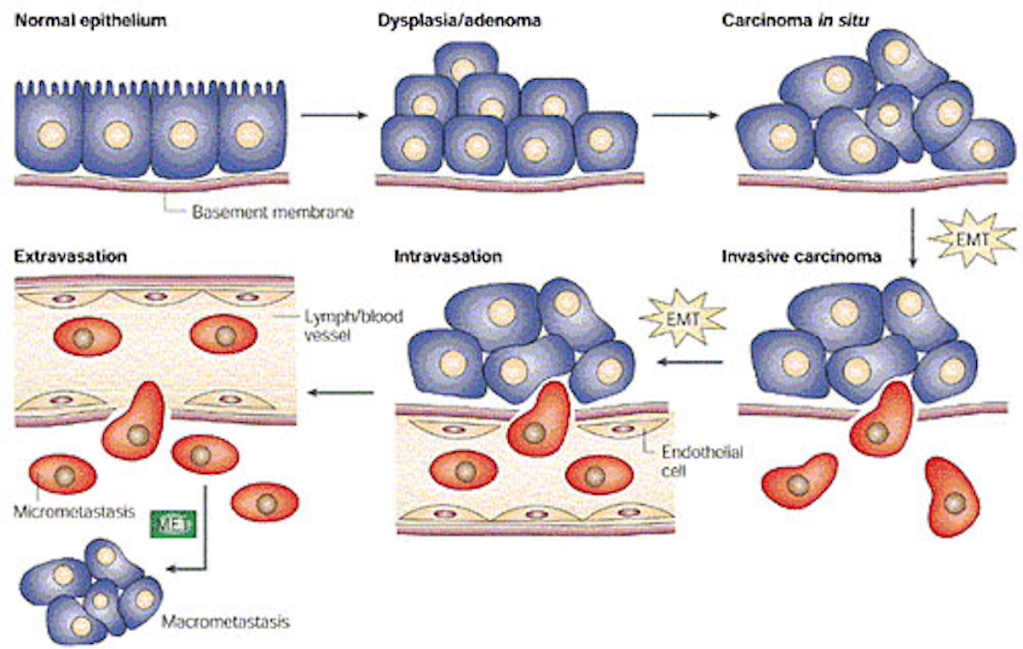 Normal epithelium
Dysplasia/adenoma
Carcinoma in situ
Basement membrane
EMT
Extravasation
Intravasation
Invasive carcinoma
EMT
Lymph/blood
vessel
Endothelial
cell
Micrometastasis
MET
Macrometastasis